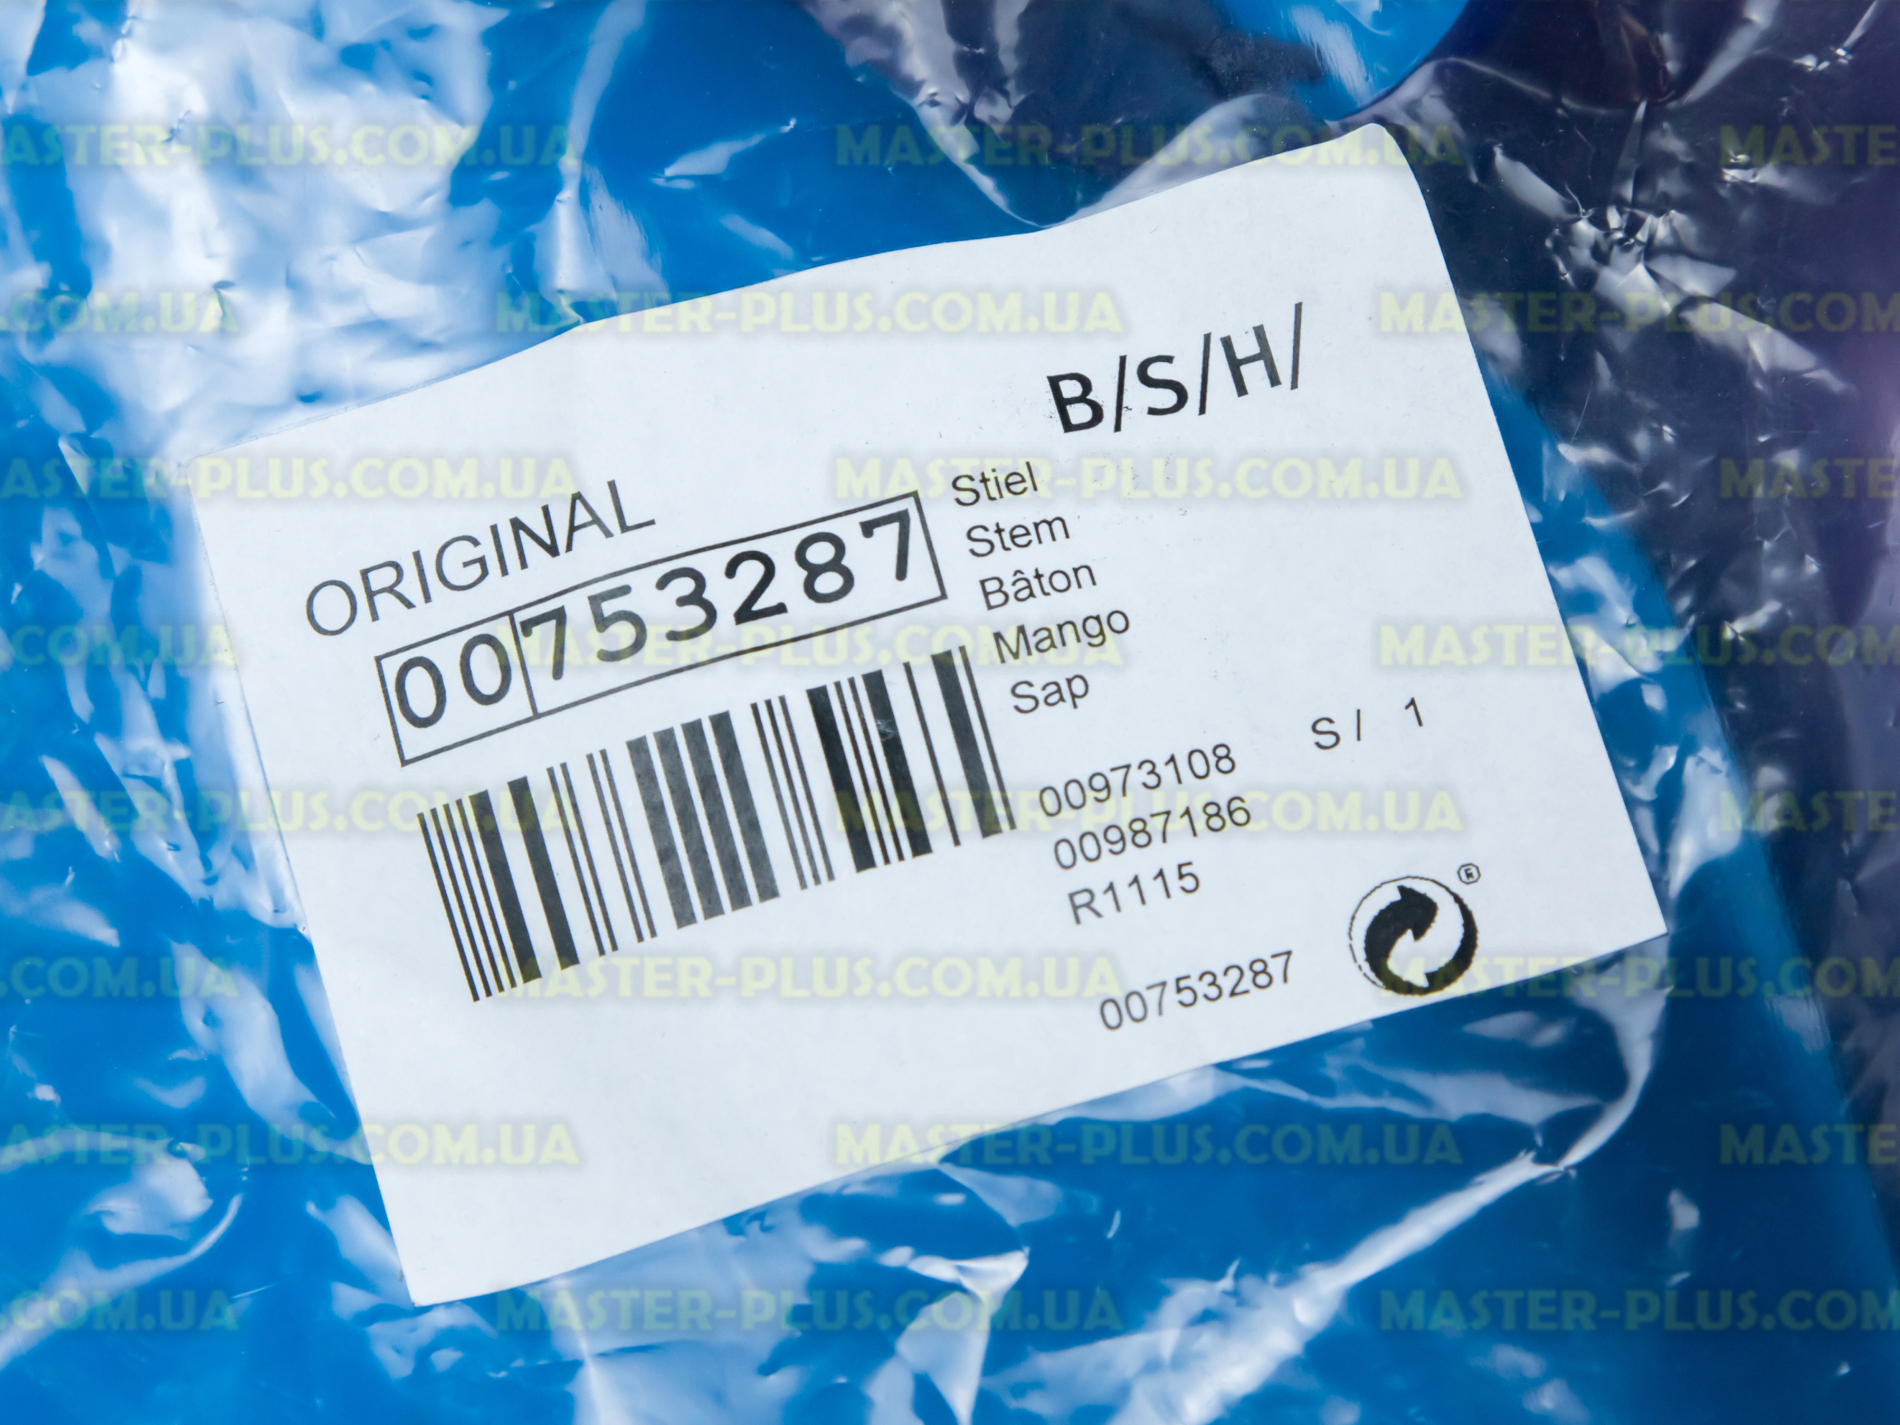 B/S/H/
ORIGINAL
00753287
Stiel
Stem
Bâton
Mango
Sap
00973108 S/ 1
00987186
R1115
00753287
MASTER-PLUS.COM.UA